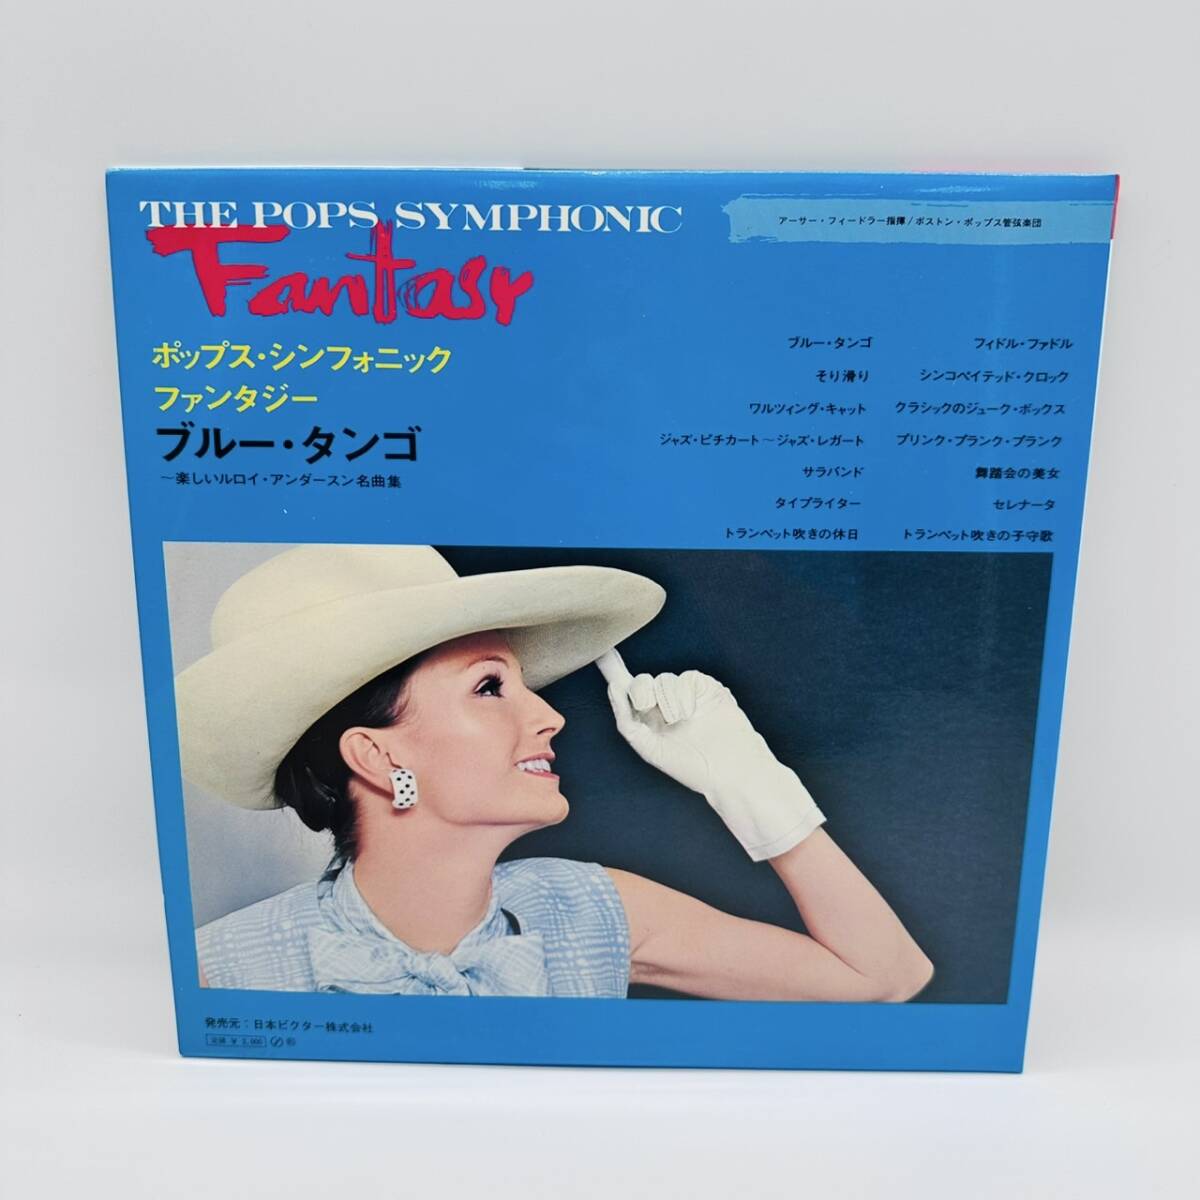 THE POPS SYMPHONIC
Fantasy
アーサー・フィードラー指揮/ボストン・ポップス管弦楽団
ポップス・シンフォニック
ファンタジー
ブルー・タンゴ
〜楽しいルロイ・アンダースン名曲集
ブルー・タンゴ
そり滑り
ワルツィング・キャット
ジャズ・ピチカート〜ジャズ・レガート
サラバンド
タイプライター
トランペット吹きの休日
フィドル・ファドル
シンコペイテッド・クロック
クラシックのジューク・ボックス
プリンク・プランク・プランク
舞踏会の美女
セレナータ
トランペット吹きの子守歌
発売元：日本ビクター株式会社
定価 ¥ 2,000